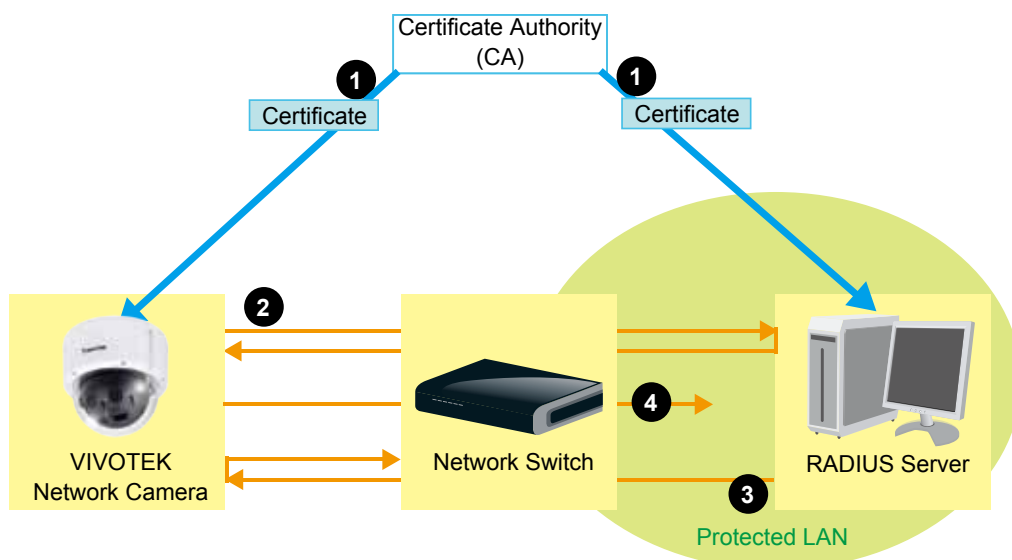 Certificate Authority
(CA)
1
1
Certificate
Certificate
2
4
VIVOTEK
Network Camera
Network Switch
RADIUS Server
3
Protected LAN